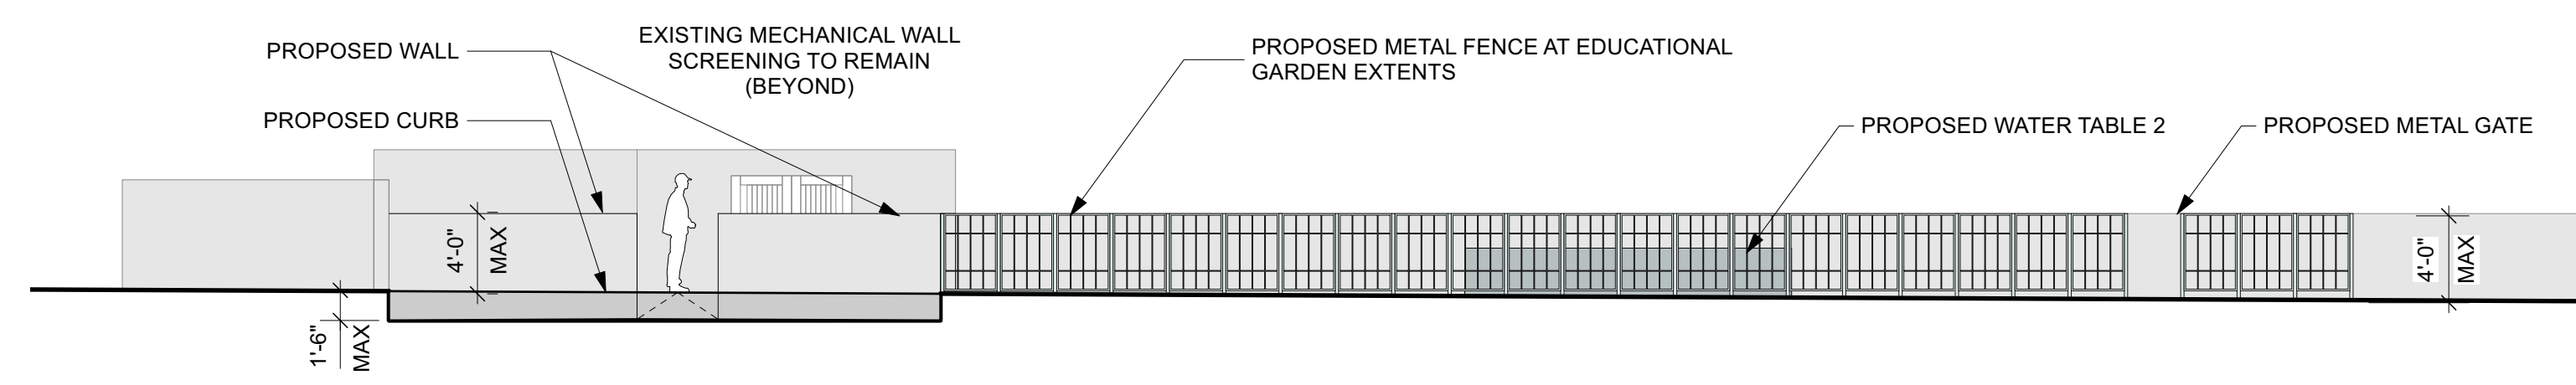 PROPOSED WALL
EXISTING MECHANICAL WALL
SCREENING TO REMAIN
(BEYOND)
PROPOSED CURB
PROPOSED METAL FENCE AT EDUCATIONAL
GARDEN EXTENTS
PROPOSED WATER TABLE 2
PROPOSED METAL GATE
4'-0"
MAX
1'-6"
MAX
4'-0"
MAX